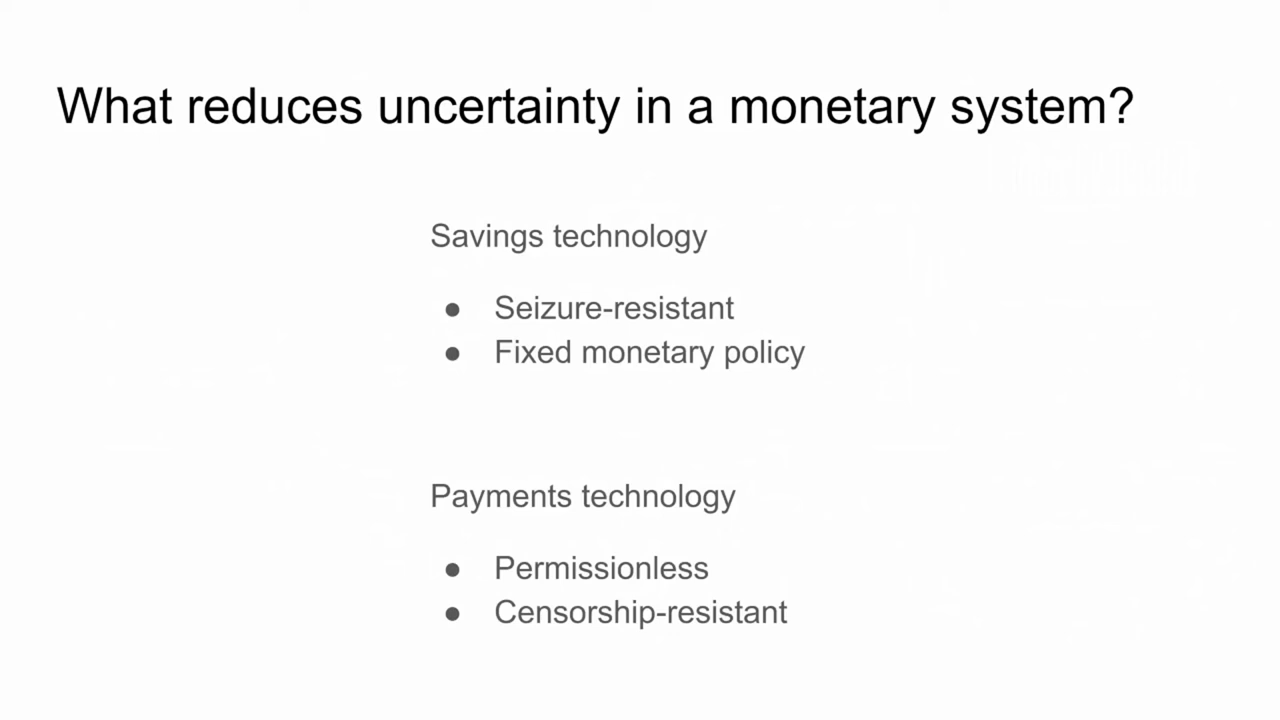 What reduces uncertainty in a monetary system?
Savings technology
● Seizure-resistant
● Fixed monetary policy
Payments technology
● Permissionless
● Censorship-resistant